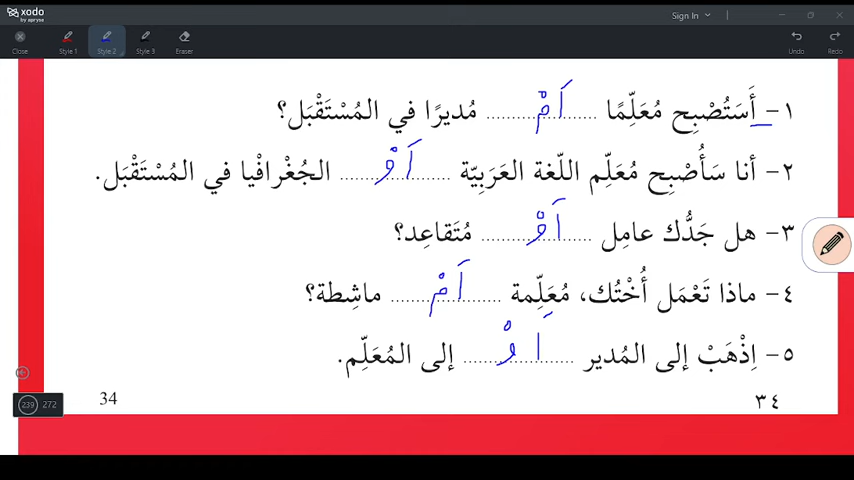 xodo
by apryse
Sign In
Close Style 1 Style 2 Style 3 Eraser Undo Redo
١- أَسَتُصْبِح مُعَلِّمًا ......أَمْ...... مُديرًا في المُسْتَقْبَل؟
٢- أنا سَأُصْبِح مُعَلِّم اللّغة العَرَبِيّة ......أَوْ...... الجُغْرافْيا في المُسْتَقْبَل.
٣- هل جَدُّك عامِل ......أَوْ...... مُتَقاعِد؟
٤- ماذا تَعْمَل أُخْتُك، مُعَلِّمة ......أَمْ...... ماشِطة؟
٥- اِذْهَبْ إلى المُدير ......أَوْ...... إلى المُعَلِّم.
34 ٣٤
239 272